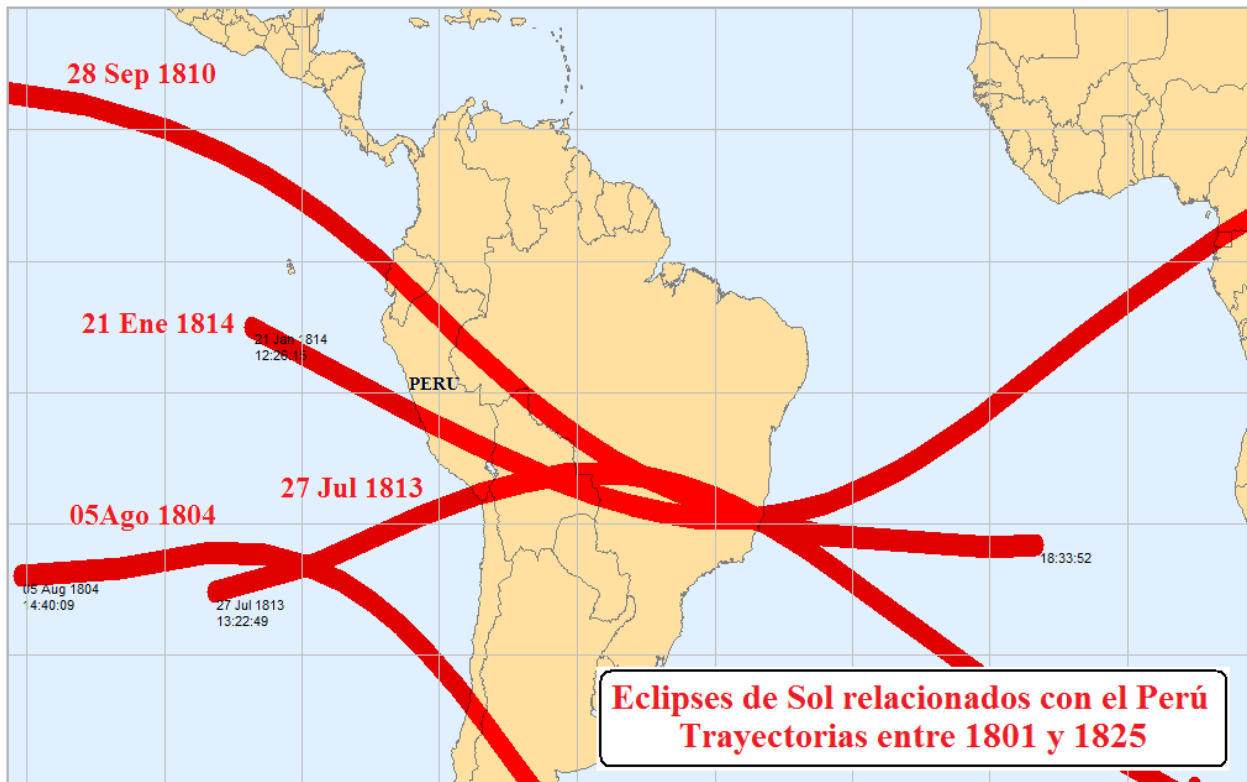 28 Sep 1810
21 Ene 1814
21 Jan 1814
12:26:15
PERU
27 Jul 1813
05Ago 1804
18:33:52
05 Aug 1804
14:40:09
27 Jul 1813
13:22:49
Eclipses de Sol relacionados con el Perú
Trayectorias entre 1801 y 1825